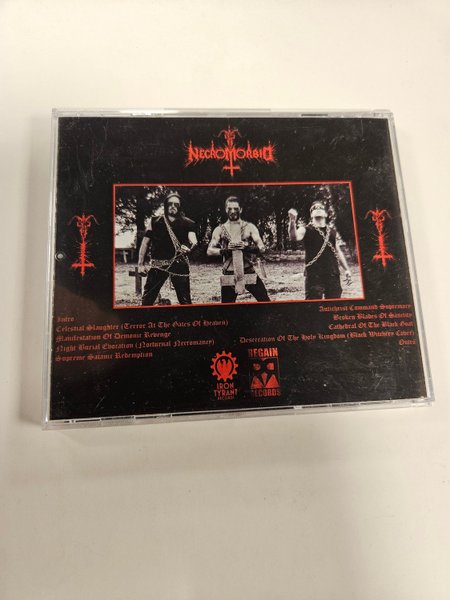 NECROMORBID
Intro
Celestial Slaughter (Terror At The Gates Of Heaven)
Manifestation Of Demonic Revenge
Night Burial Evocation (Nocturnal Necromancy)
Supreme Satanic Redemption
Antichrist Command Supremacy
Broken Blades Of Sanctity
Cathedral Of The Black Goat
Desecration Of The Holy Kingdom (Black Witchery Cover)
Outro
IRON
TYRANT
RECORDS
REGAIN
RECORDS